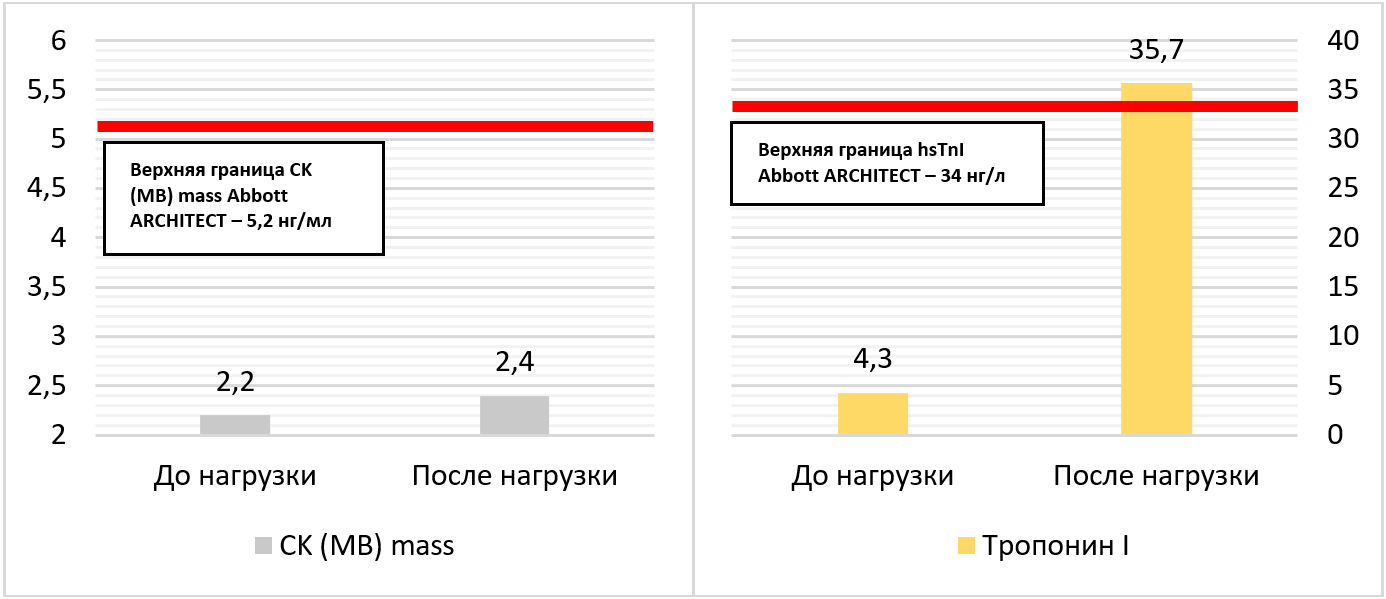 6
5,5
5
4,5
4
3,5
3
2,5
2
Верхняя граница CK
(MB) mass Abbott
ARCHITECT – 5,2 нг/мл
2,2
2,4
До нагрузки
После нагрузки
CK (MB) mass
35,7
Верхняя граница hsTnI
Abbott ARCHITECT – 34 нг/л
4,3
40
35
30
25
20
15
10
5
0
До нагрузки
После нагрузки
Тропонин I